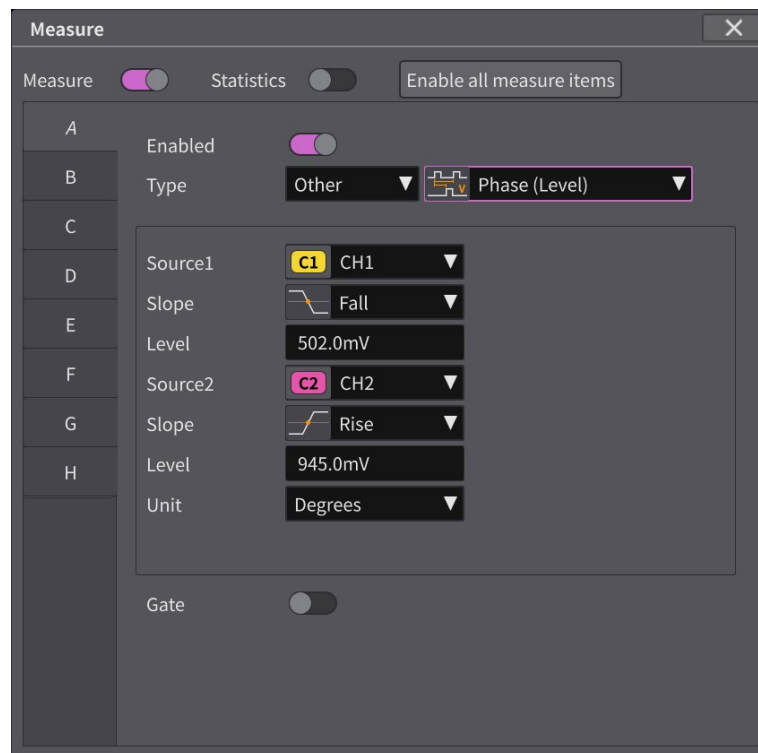 Measure
Measure Statistics Enable all measure items
A
B
C
D
E
F
G
H
Enabled
Type Other Phase (Level)
Source1 C1 CH1
Slope Fall
Level 502.0mV
Source2 C2 CH2
Slope Rise
Level 945.0mV
Unit Degrees
Gate